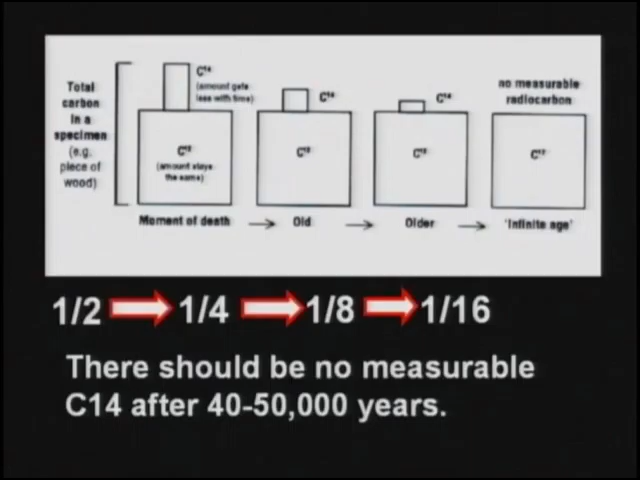 Total
carbon
in a
specimen
(e.g.
piece of
wood)
C¹⁴
(amount gets
less with time)
C¹²
(amount stays
the same)
Moment of death
C¹⁴
C¹²
Old
C¹⁴
C¹²
Older
no measurable
radiocarbon
C¹²
'Infinite age'
1/2 1/4 1/8 1/16
There should be no measurable
C14 after 40-50,000 years.